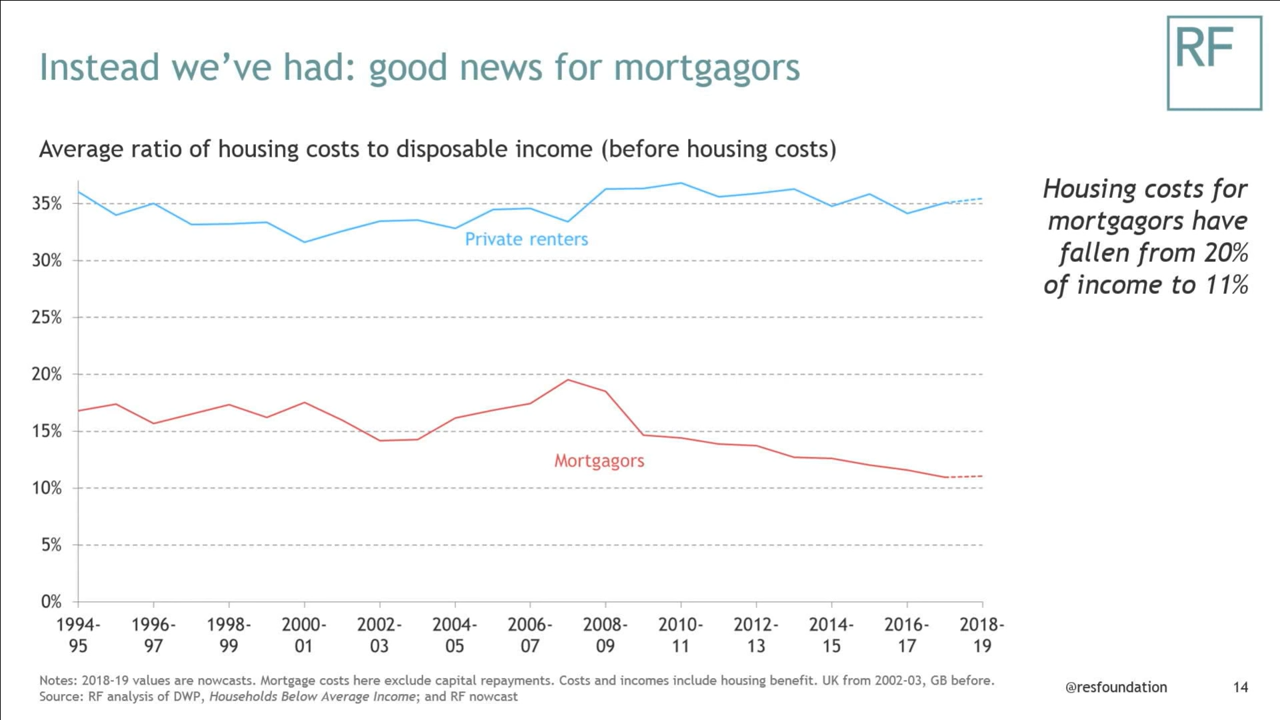 Instead we’ve had: good news for mortgagors
RF
Average ratio of housing costs to disposable income (before housing costs)
Housing costs for
mortgagors have
fallen from 20%
of income to 11%
35%
30%
25%
20%
15%
10%
5%
0%
Private renters
Mortgagors
1994-
95
1996-
97
1998-
99
2000-
01
2002-
03
2004-
05
2006-
07
2008-
09
2010-
11
2012-
13
2014-
15
2016-
17
2018-
19
Notes: 2018-19 values are nowcasts. Mortgage costs here exclude capital repayments. Costs and incomes include housing benefit. UK from 2002-03, GB before.
Source: RF analysis of DWP, Households Below Average Income; and RF nowcast
@resfoundation
14